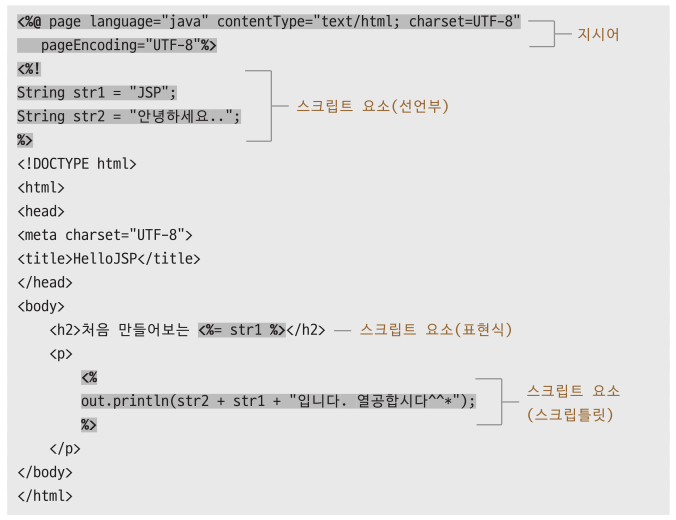 <%@ page language="java" contentType="text/html; charset=UTF-8"
지시어
pageEncoding="UTF-8"%>
<%!
String str1 = "JSP";
스크립트 요소(선언부)
String str2 = "안녕하세요..";
%>
<!DOCTYPE html>
<html>
<head>
<meta charset="UTF-8">
<title>HelloJSP</title>
</head>
<body>
<h2>처음 만들어보는 <%= str1 %></h2> 스크립트 요소(표현식)
<p>
<%
스크립트 요소
out.println(str2 + str1 + "입니다. 열공합시다^^*");
(스크립틀릿)
%>
</p>
</body>
</html>